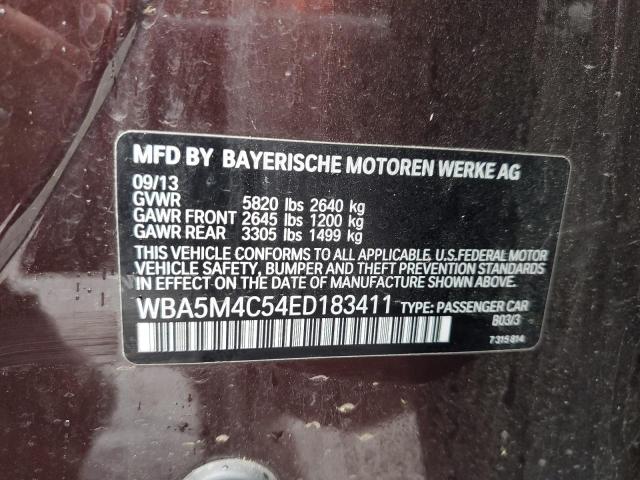 MFD BY BAYERISCHE MOTOREN WERKE AG
09/13
GVWR 5820 lbs 2640 kg
GAWR FRONT 2645 lbs 1200 kg
GAWR REAR 3305 lbs 1499 kg
THIS VEHICLE CONFORMS TO ALL APPLICABLE, U.S.FEDERAL MOTOR
VEHICLE SAFETY, BUMPER AND THEFT PREVENTION STANDARDS
IN EFFECT ON THE DATE OF MANUFACTURE SHOWN ABOVE.
WBA5M4C54ED183411 TYPE: PASSENGER CAR
B03/3
7315814